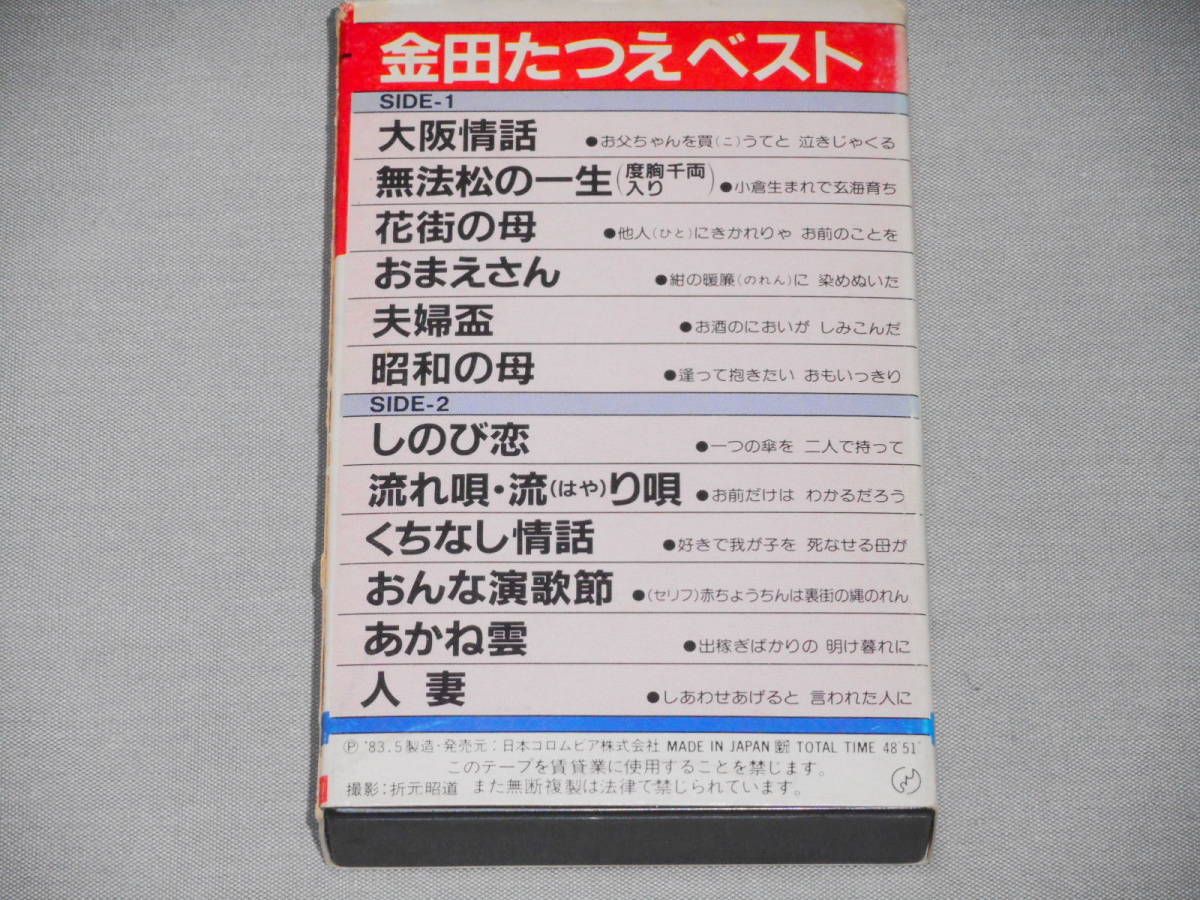 金田たつえベスト
SIDE-1
大阪情話 ●お父ちゃんを買(こ)うてと 泣きじゃくる
無法松の一生(度胸千両入り) ●小倉生まれで玄海育ち
花街の母 ●他人(ひと)にきかれりゃ お前のことを
おまえさん ●紺の暖簾(のれん)に 染めぬいた
夫婦盃 ●お酒のにおいが しみこんだ
昭和の母 ●逢って抱きたい おもいっきり
SIDE-2
しのび恋 ●一つの傘を 二人で持って
流れ唄・流(はや)り唄 ●お前だけは わかるだろう
くちなし情話 ●好きで我が子を 死なせる母が
おんな演歌節 ●(セリフ)赤ちょうちんは裏街の縄のれん
あかね雲 ●出稼ぎばかりの 明け暮れに
人妻 ●しあわせあげると 言われた人に
Ⓟ '83.5 製造・発売元:日本コロムビア株式会社 MADE IN JAPAN TOTAL TIME 48'51"
このテープを賃貸業に使用することを禁じます。
撮影:折元昭道 また無断複製は法律で禁じられています。